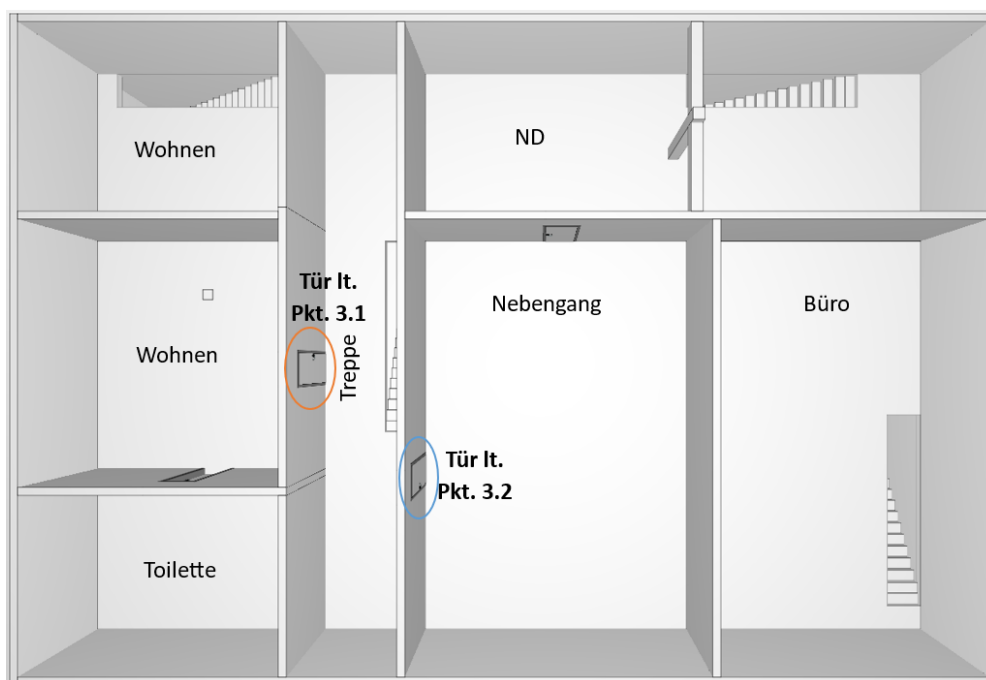 Wohnen
ND
Tür lt.
Pkt. 3.1
Nebengang
Büro
Wohnen
Treppe
Tür lt.
Pkt. 3.2
Toilette